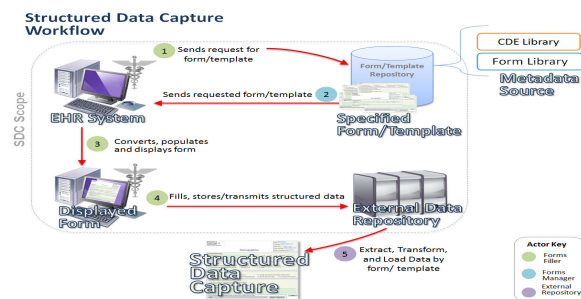 Structured Data Capture
Workflow
1
Sends request for
form/template
Form/Template
Repository
CDE Library
Form Library
Metadata
Source
SDC Scope
Sends requested form/template
2
EHR System
Specified
Form/Template
3
Converts, populates
and displays form
4
Fills, stores/transmits structured data
Displayed
Form
External Data
Repository
Structured
Data
Capture
5
Extract, Transform,
and Load Data by
form/ template
Actor Key
Forms
Filler
Forms
Manager
External
Repository